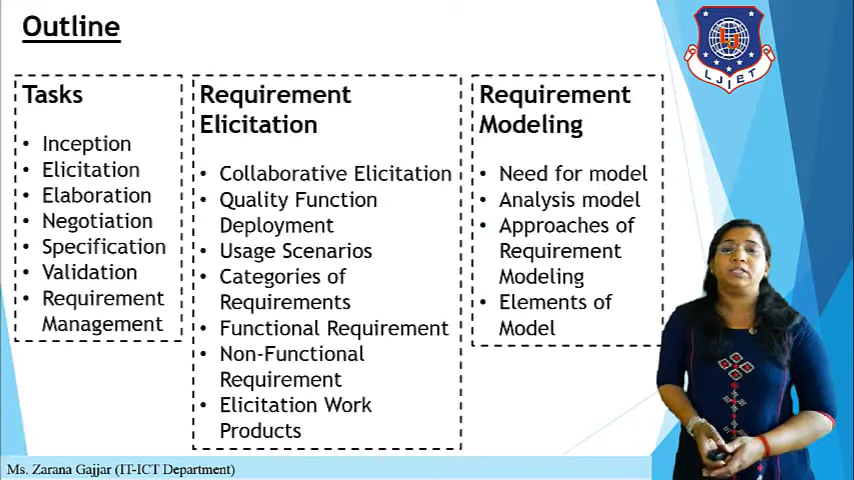 Outline
Tasks
• Inception
• Elicitation
• Elaboration
• Negotiation
• Specification
• Validation
• Requirement
Management
Requirement
Elicitation
• Collaborative Elicitation
• Quality Function
Deployment
• Usage Scenarios
• Categories of
Requirements
• Functional Requirement
• Non-Functional
Requirement
• Elicitation Work
Products
Requirement
Modeling
• Need for model
• Analysis model
• Approaches of
Requirement
Modeling
• Elements of
Model
LJIET
Ms. Zarana Gajjar (IT-ICT Department)